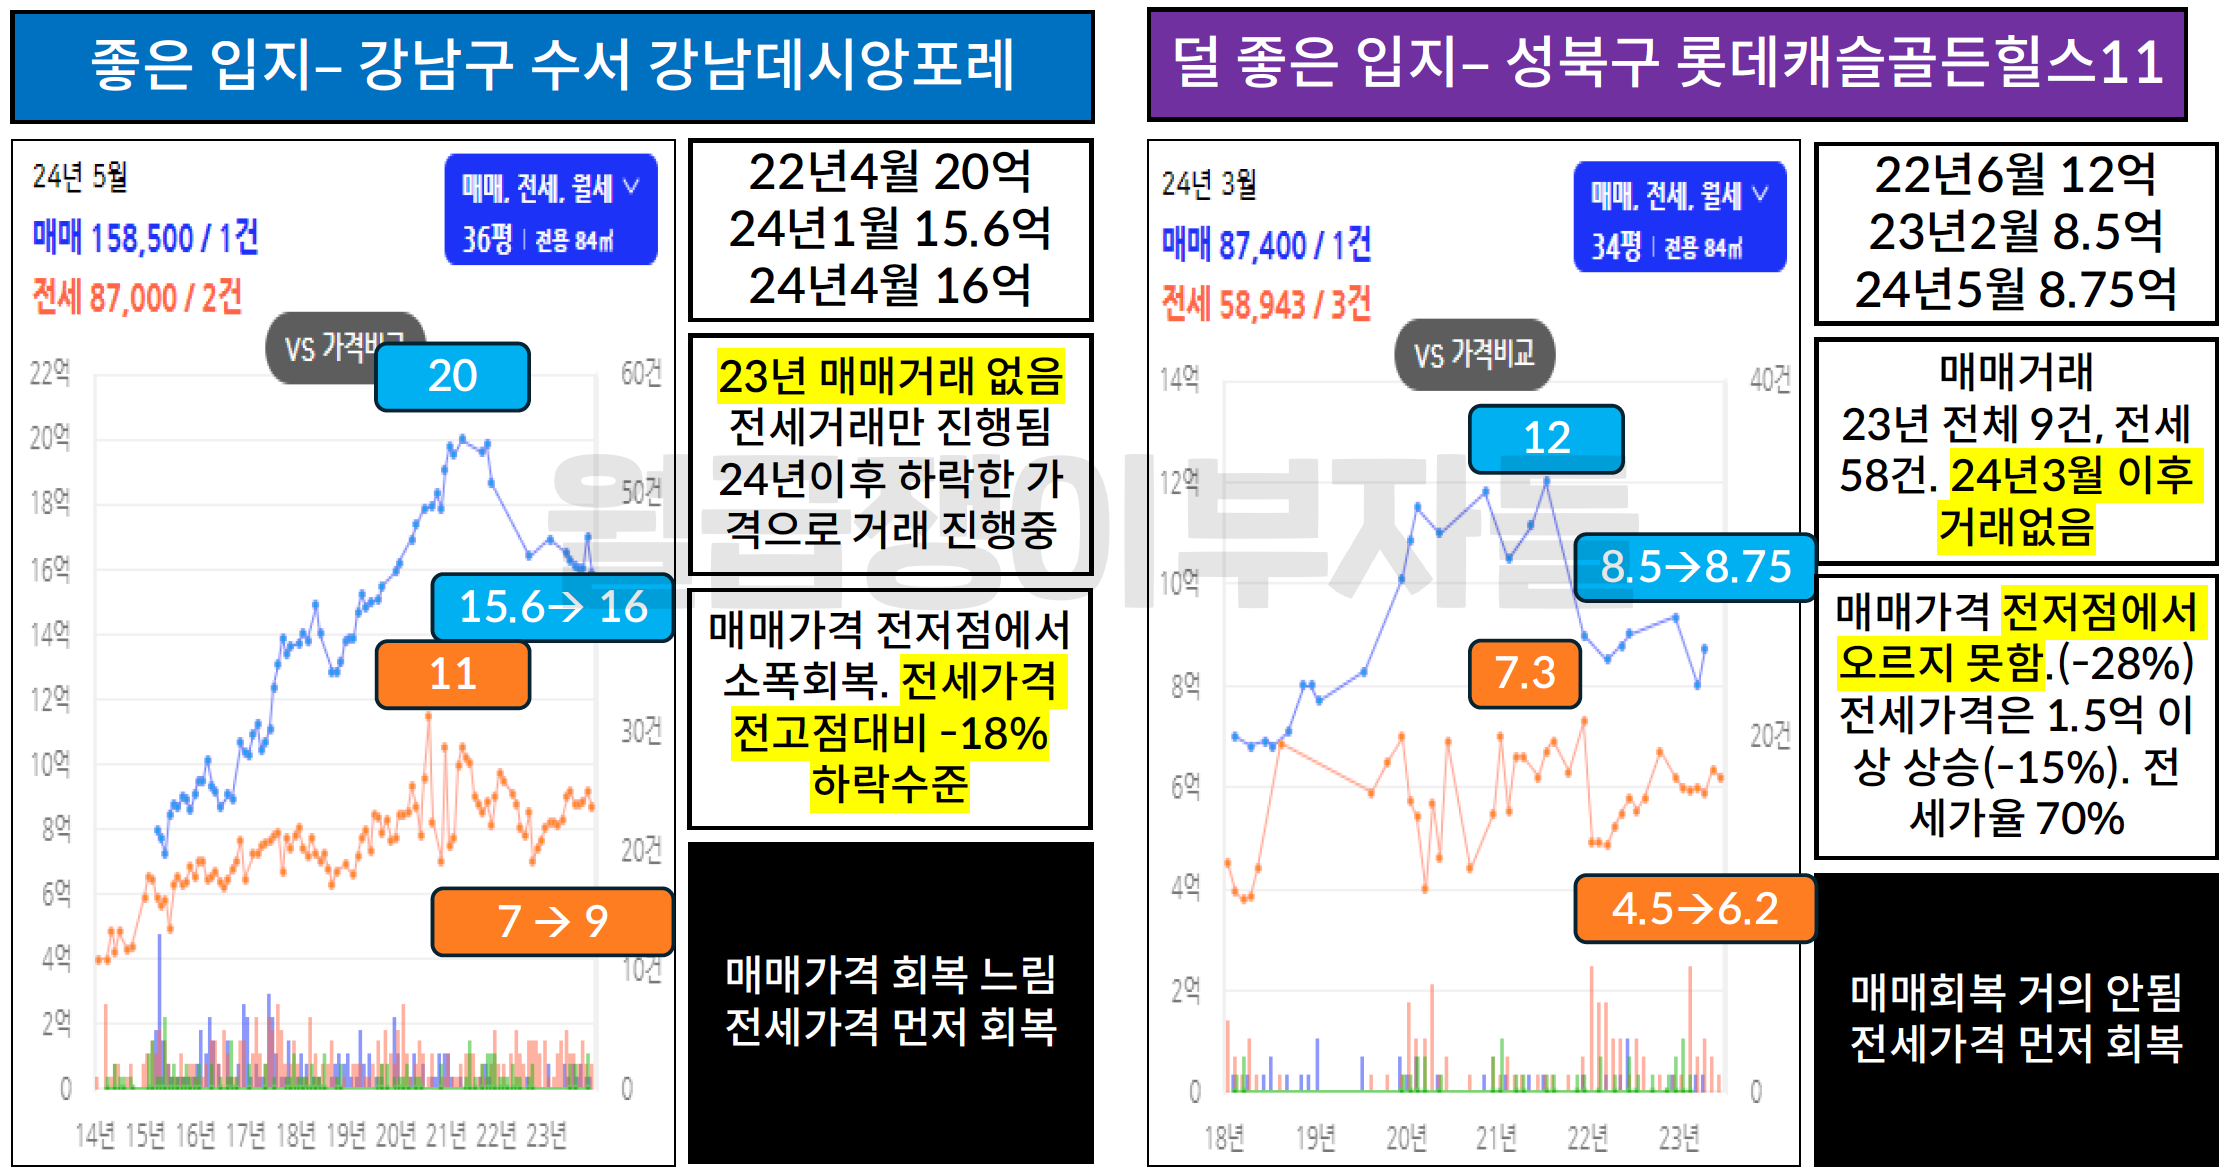 좋은 입지– 강남구 수서 강남데시앙포레
24년 5월
매매 158,500 / 1건
전세 87,000 / 2건
매매, 전세, 월세
36평 | 전용 84㎡
VS 가격비교
22억
20억
18억
16억
14억
12억
10억
8억
6억
4억
2억
0
60건
50건
30건
20건
10건
0
14년 15년 16년 17년 18년 19년 20년 21년 22년 23년
20
15.6→ 16
11
7 → 9
22년4월 20억
24년1월 15.6억
24년4월 16억
23년 매매거래 없음
전세거래만 진행됨
24년이후 하락한 가
격으로 거래 진행중
매매가격 전저점에서
소폭회복. 전세가격
전고점대비 -18%
하락수준
매매가격 회복 느림
전세가격 먼저 회복
덜 좋은 입지– 성북구 롯데캐슬골든힐스11
24년 3월
매매 87,400 / 1건
전세 58,943 / 3건
매매, 전세, 월세
34평 | 전용 84㎡
VS 가격비교
14억
12억
10억
8억
6억
4억
2억
0
40건
20건
0
18년 19년 20년 21년 22년 23년
12
8.5→8.75
7.3
4.5→6.2
22년6월 12억
23년2월 8.5억
24년5월 8.75억
매매거래
23년 전체 9건, 전세
58건. 24년3월 이후
거래없음
매매가격 전저점에서
오르지 못함.(-28%)
전세가격은 1.5억 이
상 상승(-15%). 전
세가율 70%
매매회복 거의 안됨
전세가격 먼저 회복
월급쟁이부자들